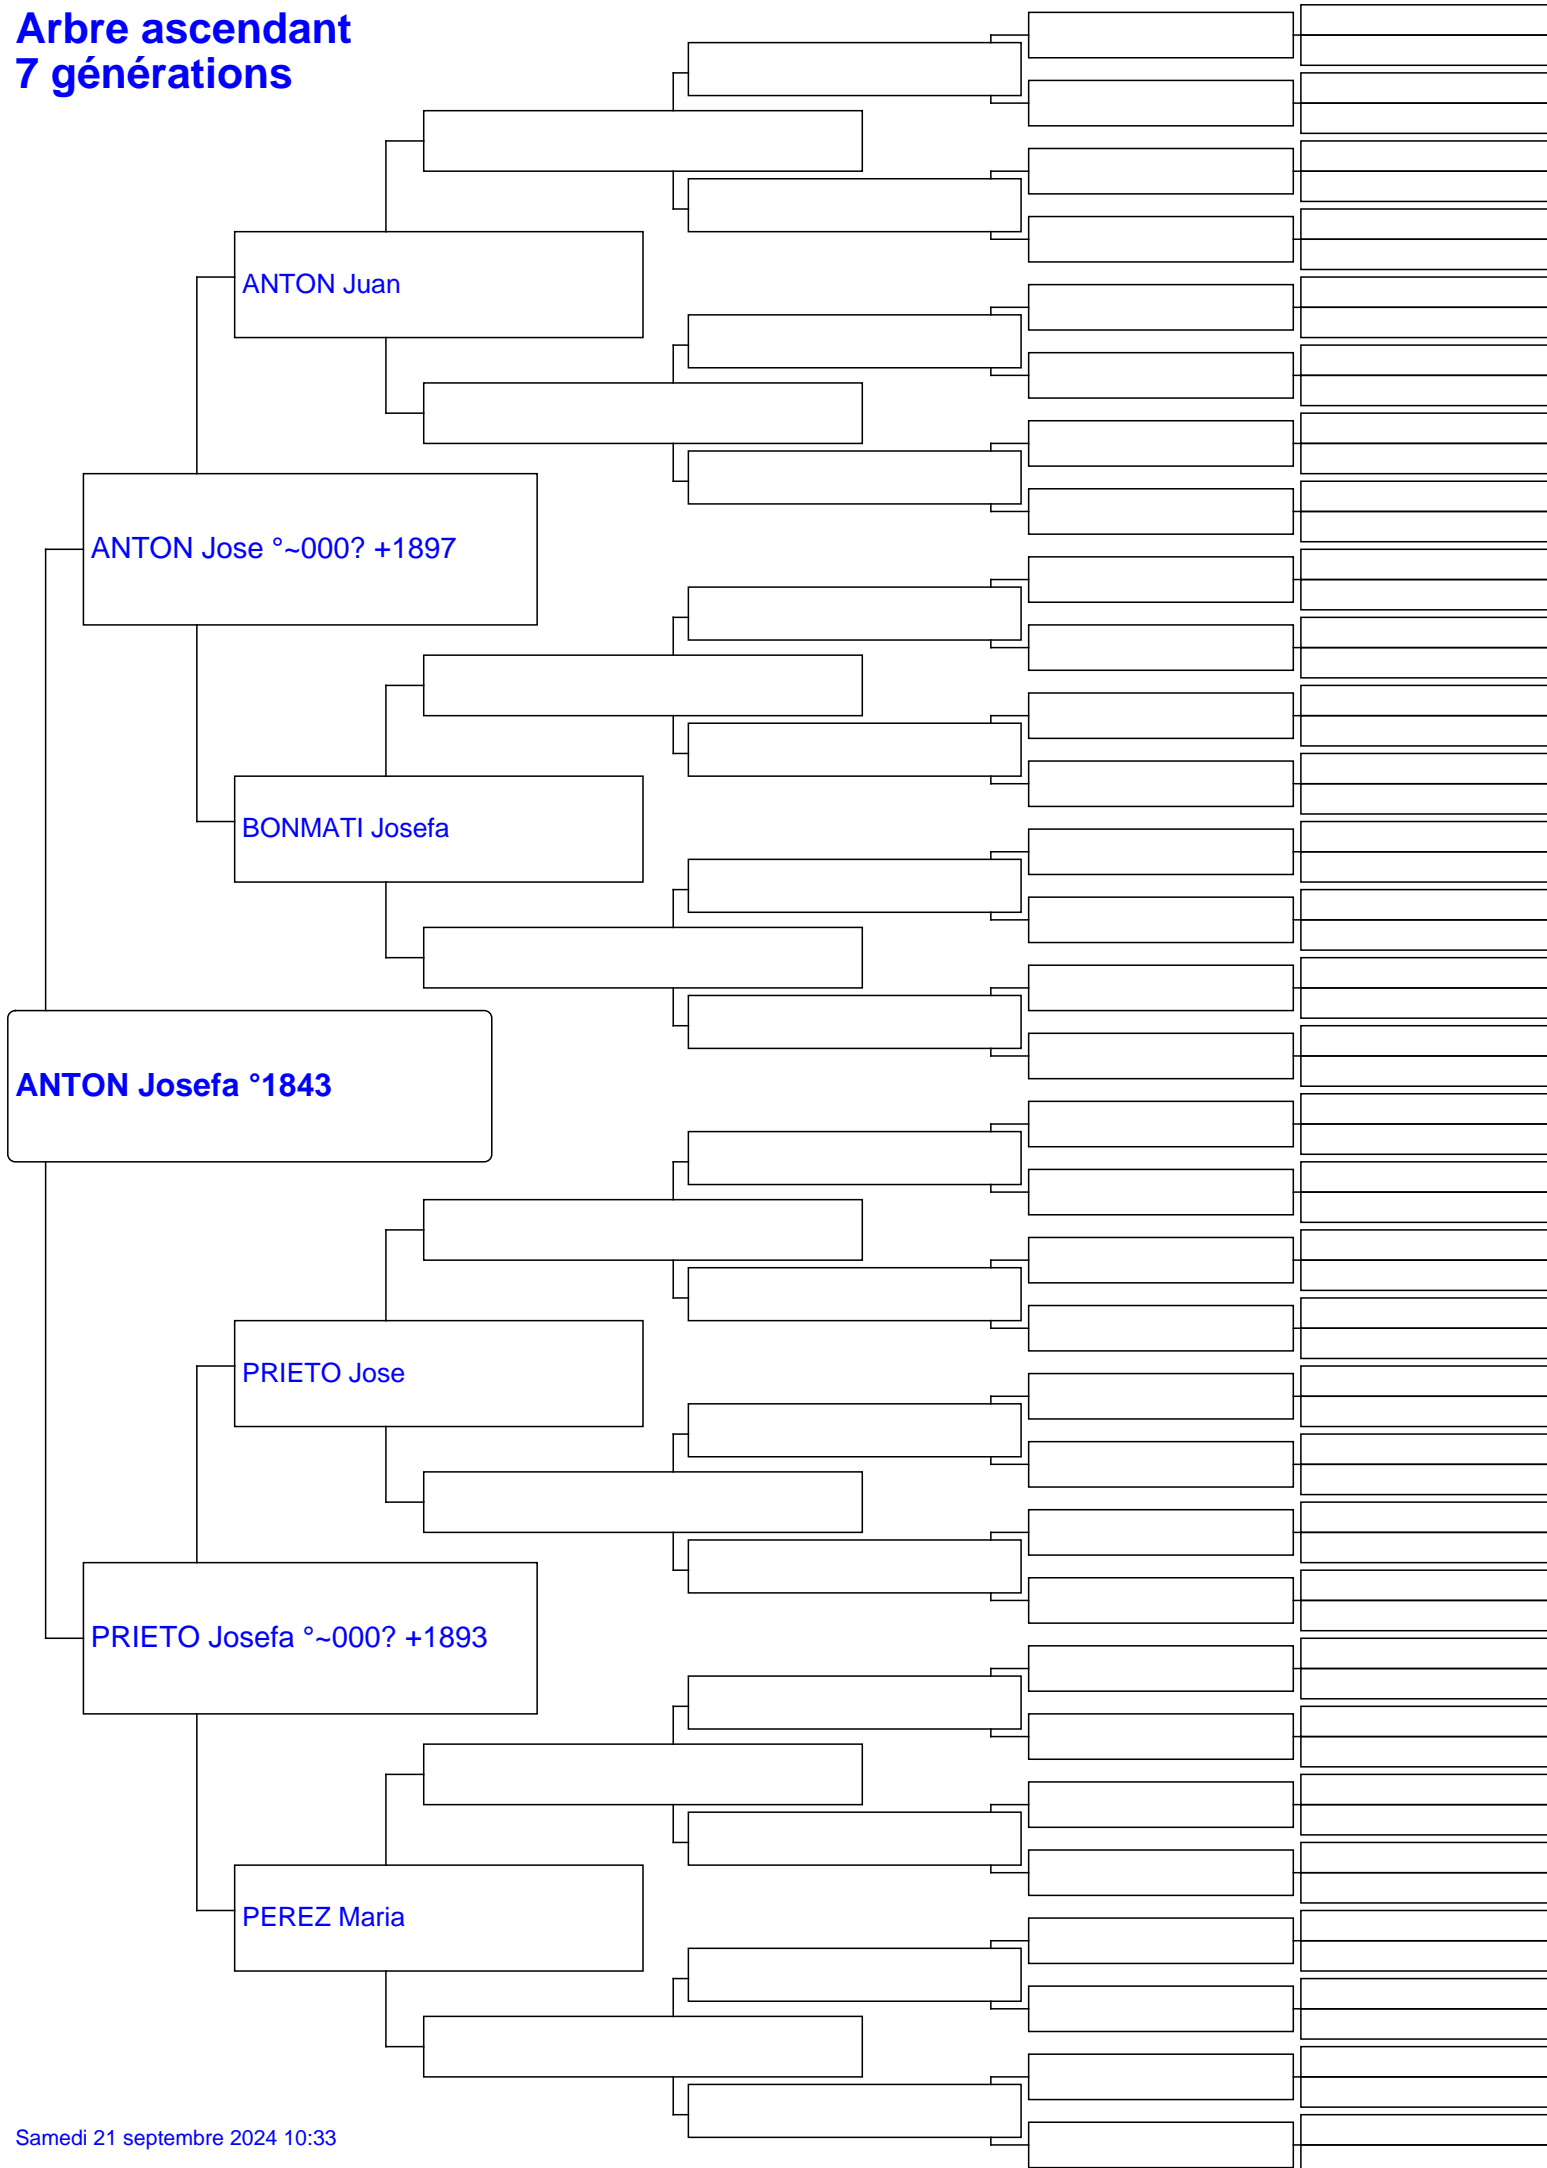 Arbre ascendant
7 générations
ANTON Juan
ANTON Jose °~000? +1897
BONMATI Josefa
ANTON Josefa °1843
PRIETO Jose
PRIETO Josefa °~000? +1893
PEREZ Maria
Samedi 21 septembre 2024 10:33